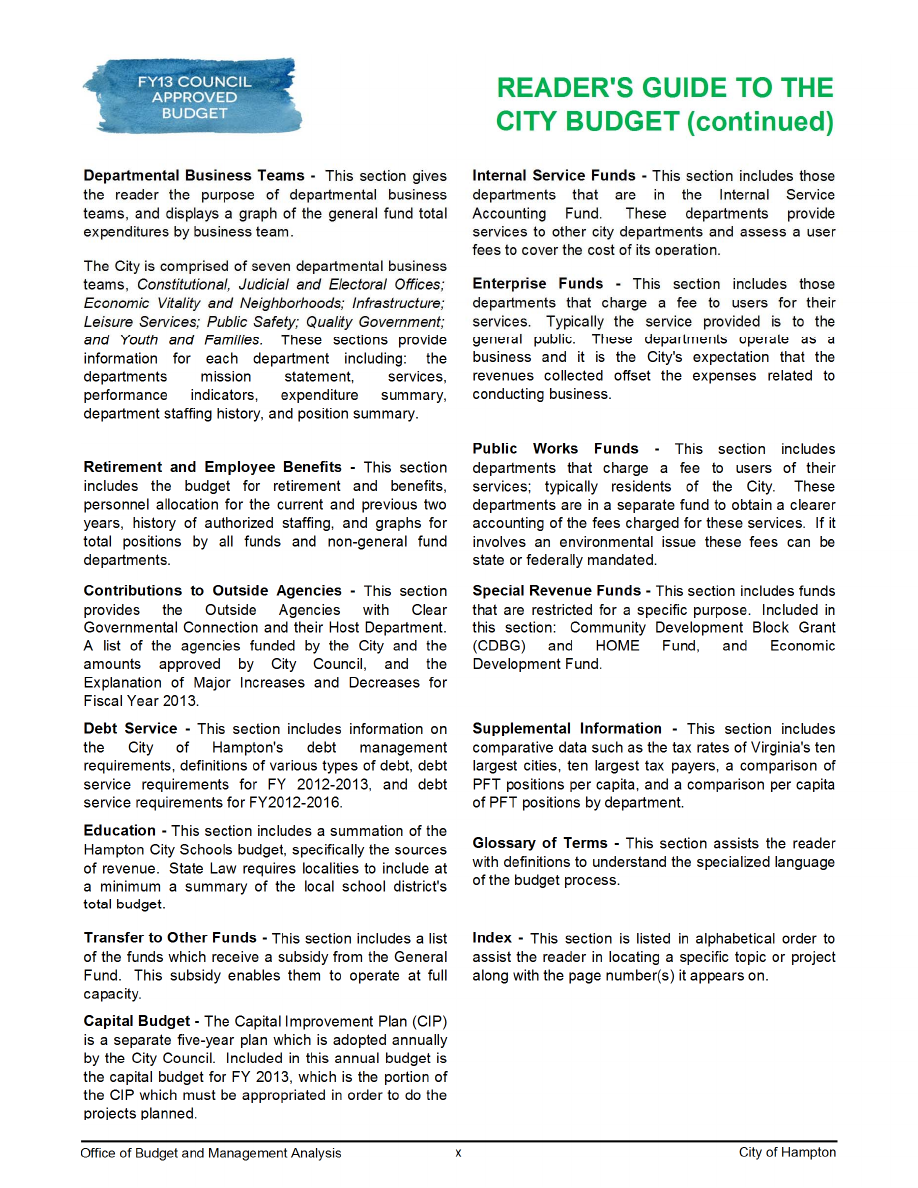 FY13 COUNCIL
APPROVED
BUDGET
READER'S GUIDE TO THE
CITY BUDGET (continued)
Departmental Business Teams - This section gives
the reader the purpose of departmental business
teams, and displays a graph of the general fund total
expenditures by business team.
The City is comprised of seven departmental business
teams, Constitutional, Judicial and Electoral Offices;
Economic Vitality and Neighborhoods; Infrastructure;
Leisure Services; Public Safety; Quality Government;
and Youth and Families. These sections provide
information for each department including: the
departments mission statement, services,
performance indicators, expenditure summary,
department staffing history, and position summary.
Retirement and Employee Benefits - This section
includes the budget for retirement and benefits,
personnel allocation for the current and previous two
years, history of authorized staffing, and graphs for
total positions by all funds and non-general fund
departments.
Contributions to Outside Agencies - This section
provides the Outside Agencies with Clear
Governmental Connection and their Host Department.
A list of the agencies funded by the City and the
amounts approved by City Council, and the
Explanation of Major Increases and Decreases for
Fiscal Year 2013.
Debt Service - This section includes information on
the City of Hampton's debt management
requirements, definitions of various types of debt, debt
service requirements for FY 2012-2013, and debt
service requirements for FY2012-2016.
Education - This section includes a summation of the
Hampton City Schools budget, specifically the sources
of revenue. State Law requires localities to include at
a minimum a summary of the local school district's
total budget.
Transfer to Other Funds - This section includes a list
of the funds which receive a subsidy from the General
Fund. This subsidy enables them to operate at full
capacity.
Capital Budget - The Capital Improvement Plan (CIP)
is a separate five-year plan which is adopted annually
by the City Council. Included in this annual budget is
the capital budget for FY 2013, which is the portion of
the CIP which must be appropriated in order to do the
projects planned.
Internal Service Funds - This section includes those
departments that are in the Internal Service
Accounting Fund. These departments provide
services to other city departments and assess a user
fees to cover the cost of its operation.
Enterprise Funds - This section includes those
departments that charge a fee to users for their
services. Typically the service provided is to the
general public. These departments operate as a
business and it is the City's expectation that the
revenues collected offset the expenses related to
conducting business.
Public Works Funds - This section includes
departments that charge a fee to users of their
services; typically residents of the City. These
departments are in a separate fund to obtain a clearer
accounting of the fees charged for these services. If it
involves an environmental issue these fees can be
state or federally mandated.
Special Revenue Funds - This section includes funds
that are restricted for a specific purpose. Included in
this section: Community Development Block Grant
(CDBG) and HOME Fund, and Economic
Development Fund.
Supplemental Information - This section includes
comparative data such as the tax rates of Virginia's ten
largest cities, ten largest tax payers, a comparison of
PFT positions per capita, and a comparison per capita
of PFT positions by department.
Glossary of Terms - This section assists the reader
with definitions to understand the specialized language
of the budget process.
Index - This section is listed in alphabetical order to
assist the reader in locating a specific topic or project
along with the page number(s) it appears on.
Office of Budget and Management Analysis
x
City of Hampton